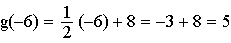 g(–6) = 1/2 (–6) + 8 = –3 + 8 = 5